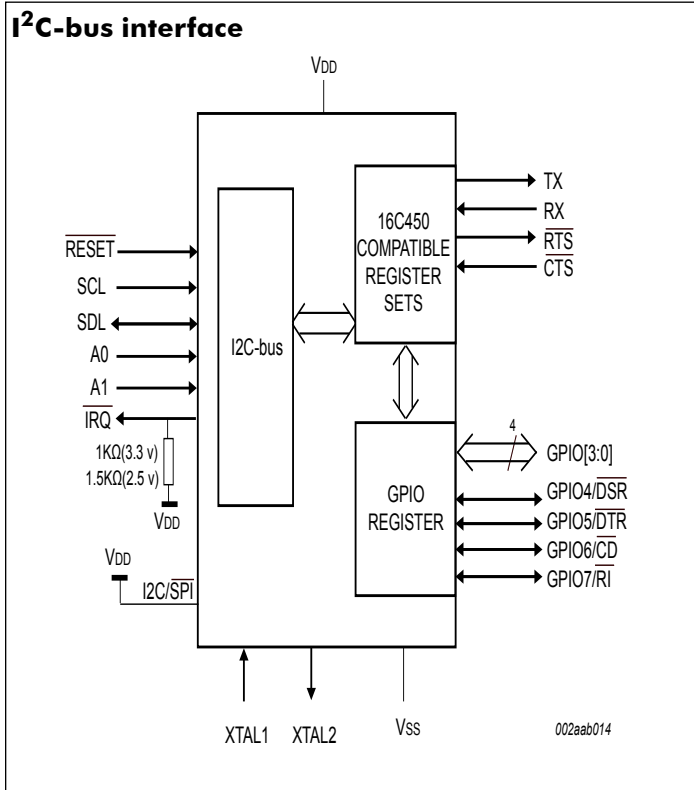 I²C-bus interface
VDD
RESET
SCL
SDL
A0
A1
IRQ
1KΩ(3.3 v)
1.5KΩ(2.5 v)
VDD
VDD
I2C/SPI
I2C-bus
16C450
COMPATIBLE
REGISTER
SETS
TX
RX
RTS
CTS
GPIO
REGISTER
4
GPIO[3:0]
GPIO4/DSR
GPIO5/DTR
GPIO6/CD
GPIO7/RI
XTAL1
XTAL2
VSS
002aab014